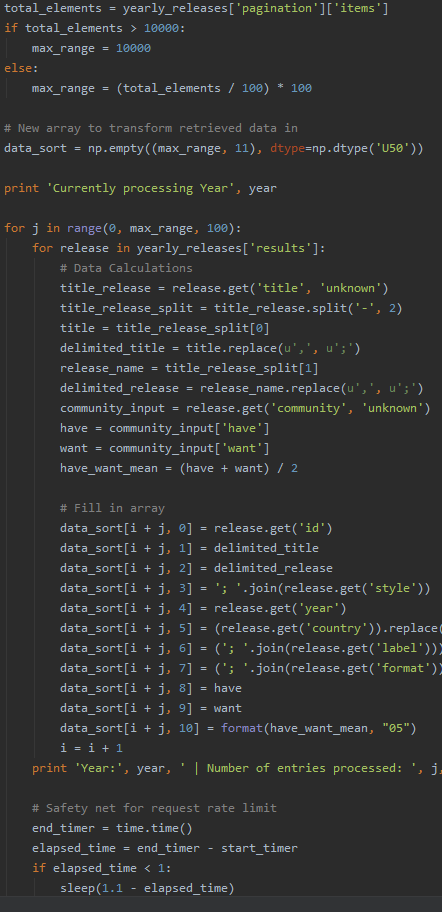 total_elements = yearly_releases['pagination']['items']
if total_elements > 10000:
    max_range = 10000
else:
    max_range = (total_elements / 100) * 100

# New array to transform retrieved data in
data_sort = np.empty((max_range, 11), dtype=np.dtype('U50'))

print 'Currently processing Year', year

for j in range(0, max_range, 100):
    for release in yearly_releases['results']:
        # Data Calculations
        title_release = release.get('title', 'unknown')
        title_release_split = title_release.split('-', 2)
        title = title_release_split[0]
        delimited_title = title.replace(u',', u';')
        release_name = title_release_split[1]
        delimited_release = release_name.replace(u',', u';')
        community_input = release.get('community', 'unknown')
        have = community_input['have']
        want = community_input['want']
        have_want_mean = (have + want) / 2

        # Fill in array
        data_sort[i + j, 0] = release.get('id')
        data_sort[i + j, 1] = delimited_title
        data_sort[i + j, 2] = delimited_release
        data_sort[i + j, 3] = '; '.join(release.get('style'))
        data_sort[i + j, 4] = release.get('year')
        data_sort[i + j, 5] = (release.get('country')).replace(
        data_sort[i + j, 6] = ('; '.join(release.get('label')))
        data_sort[i + j, 7] = ('; '.join(release.get('format'))
        data_sort[i + j, 8] = have
        data_sort[i + j, 9] = want
        data_sort[i + j, 10] = format(have_want_mean, "05")
        i = i + 1
    print 'Year:', year, ' | Number of entries processed: ', j,

    # Safety net for request rate limit
    end_timer = time.time()
    elapsed_time = end_timer - start_timer
    if elapsed_time < 1:
        sleep(1.1 - elapsed_time)